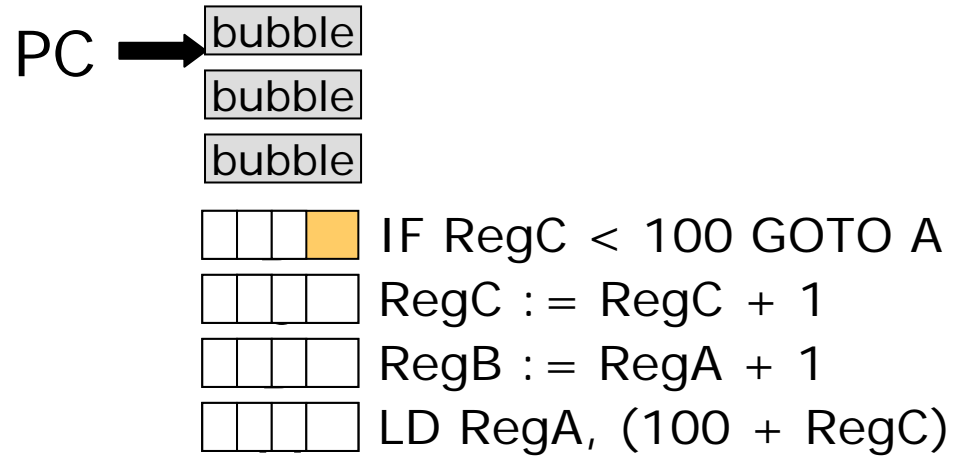 PC
bubble
bubble
bubble
IF RegC < 100 GOTO A
RegC := RegC + 1
RegB := RegA + 1
LD RegA, (100 + RegC)